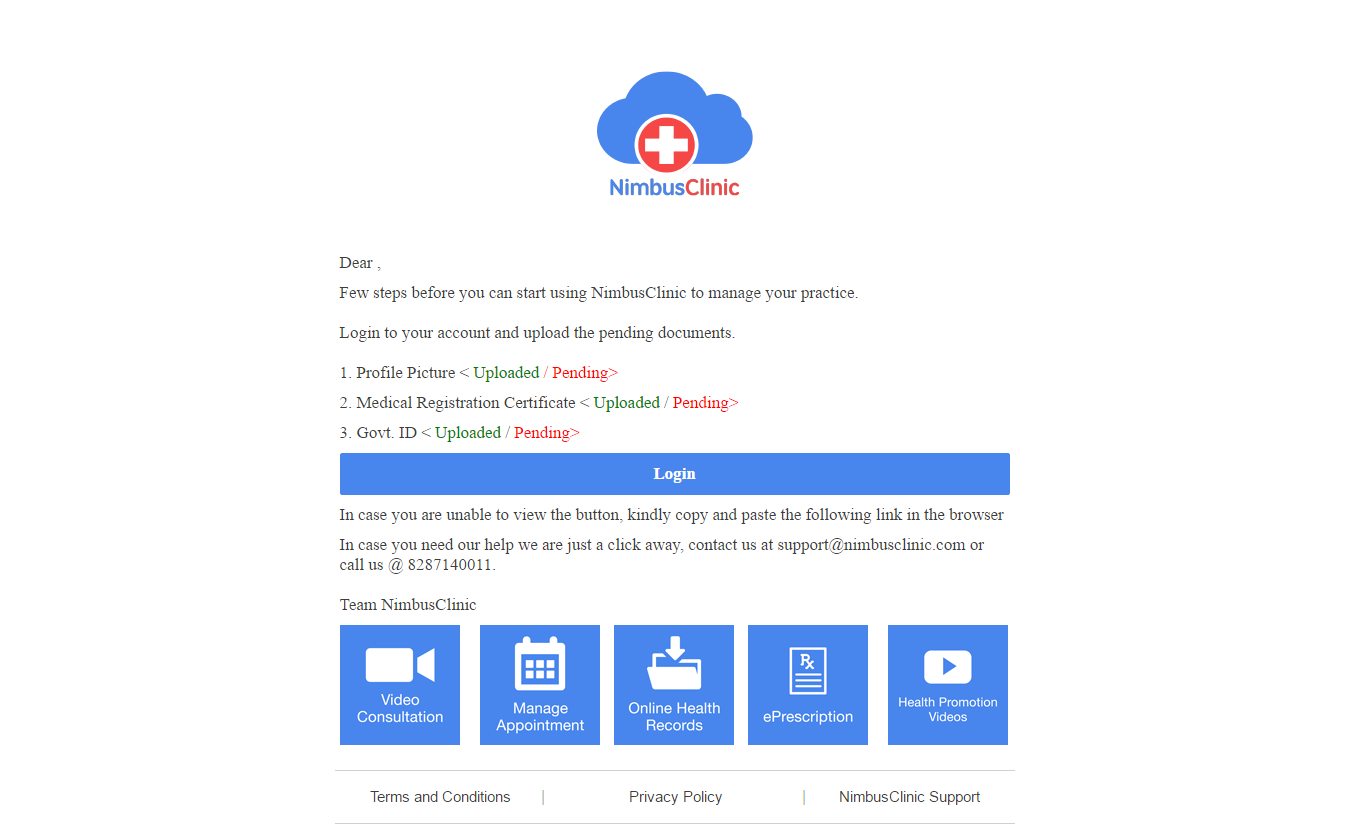 NimbusClinic
Dear ,
Few steps before you can start using NimbusClinic to manage your practice.
Login to your account and upload the pending documents.
1. Profile Picture < Uploaded / Pending>
2. Medical Registration Certificate < Uploaded / Pending>
3. Govt. ID < Uploaded / Pending>
Login
In case you are unable to view the button, kindly copy and paste the following link in the browser
In case you need our help we are just a click away, contact us at support@nimbusclinic.com or
call us @ 8287140011.
Team NimbusClinic
Video
Consultation
Manage
Appointment
Online Health
Records
Rx
ePrescription
Health Promotion
Videos
Terms and Conditions | Privacy Policy | NimbusClinic Support